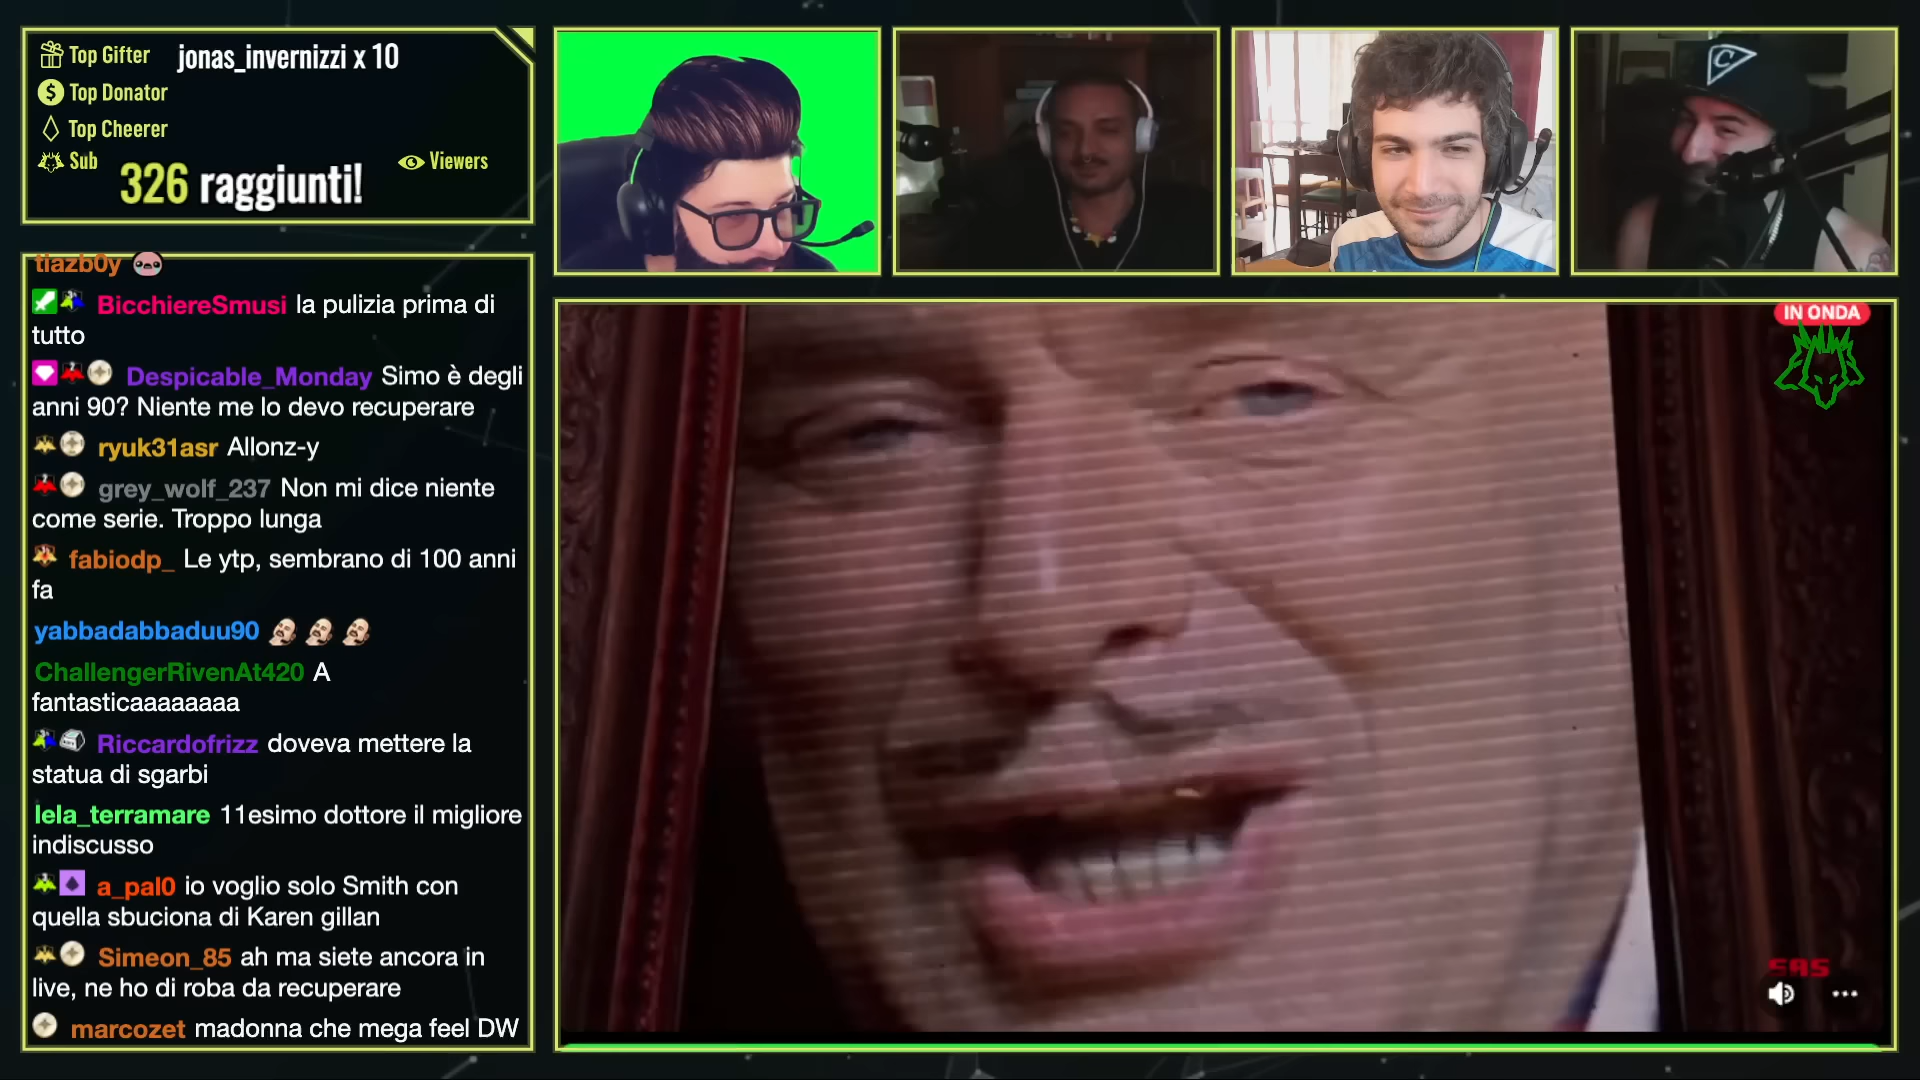 Top Gifter jonas_invernizzi x 10
Top Donator
Top Cheerer
Sub 326 raggiunti! Viewers
tiazb0y
BicchiereSmusi la pulizia prima di
tutto
Despicable_Monday Simo è degli
anni 90? Niente me lo devo recuperare
ryuk31asr Allonz-y
grey_wolf_237 Non mi dice niente
come serie. Troppo lunga
fabiodp_ Le ytp, sembrano di 100 anni
fa
yabbadabbaduu90
ChallengerRivenAt420 A
fantasticaaaaaaaa
Riccardofrizz doveva mettere la
statua di sgarbi
lela_terramare 11esimo dottore il migliore
indiscusso
a_pal0 io voglio solo Smith con
quella sbuciona di Karen gillan
Simeon_85 ah ma siete ancora in
live, ne ho di roba da recuperare
marcozet madonna che mega feel DW
C
IN ONDA
SAS